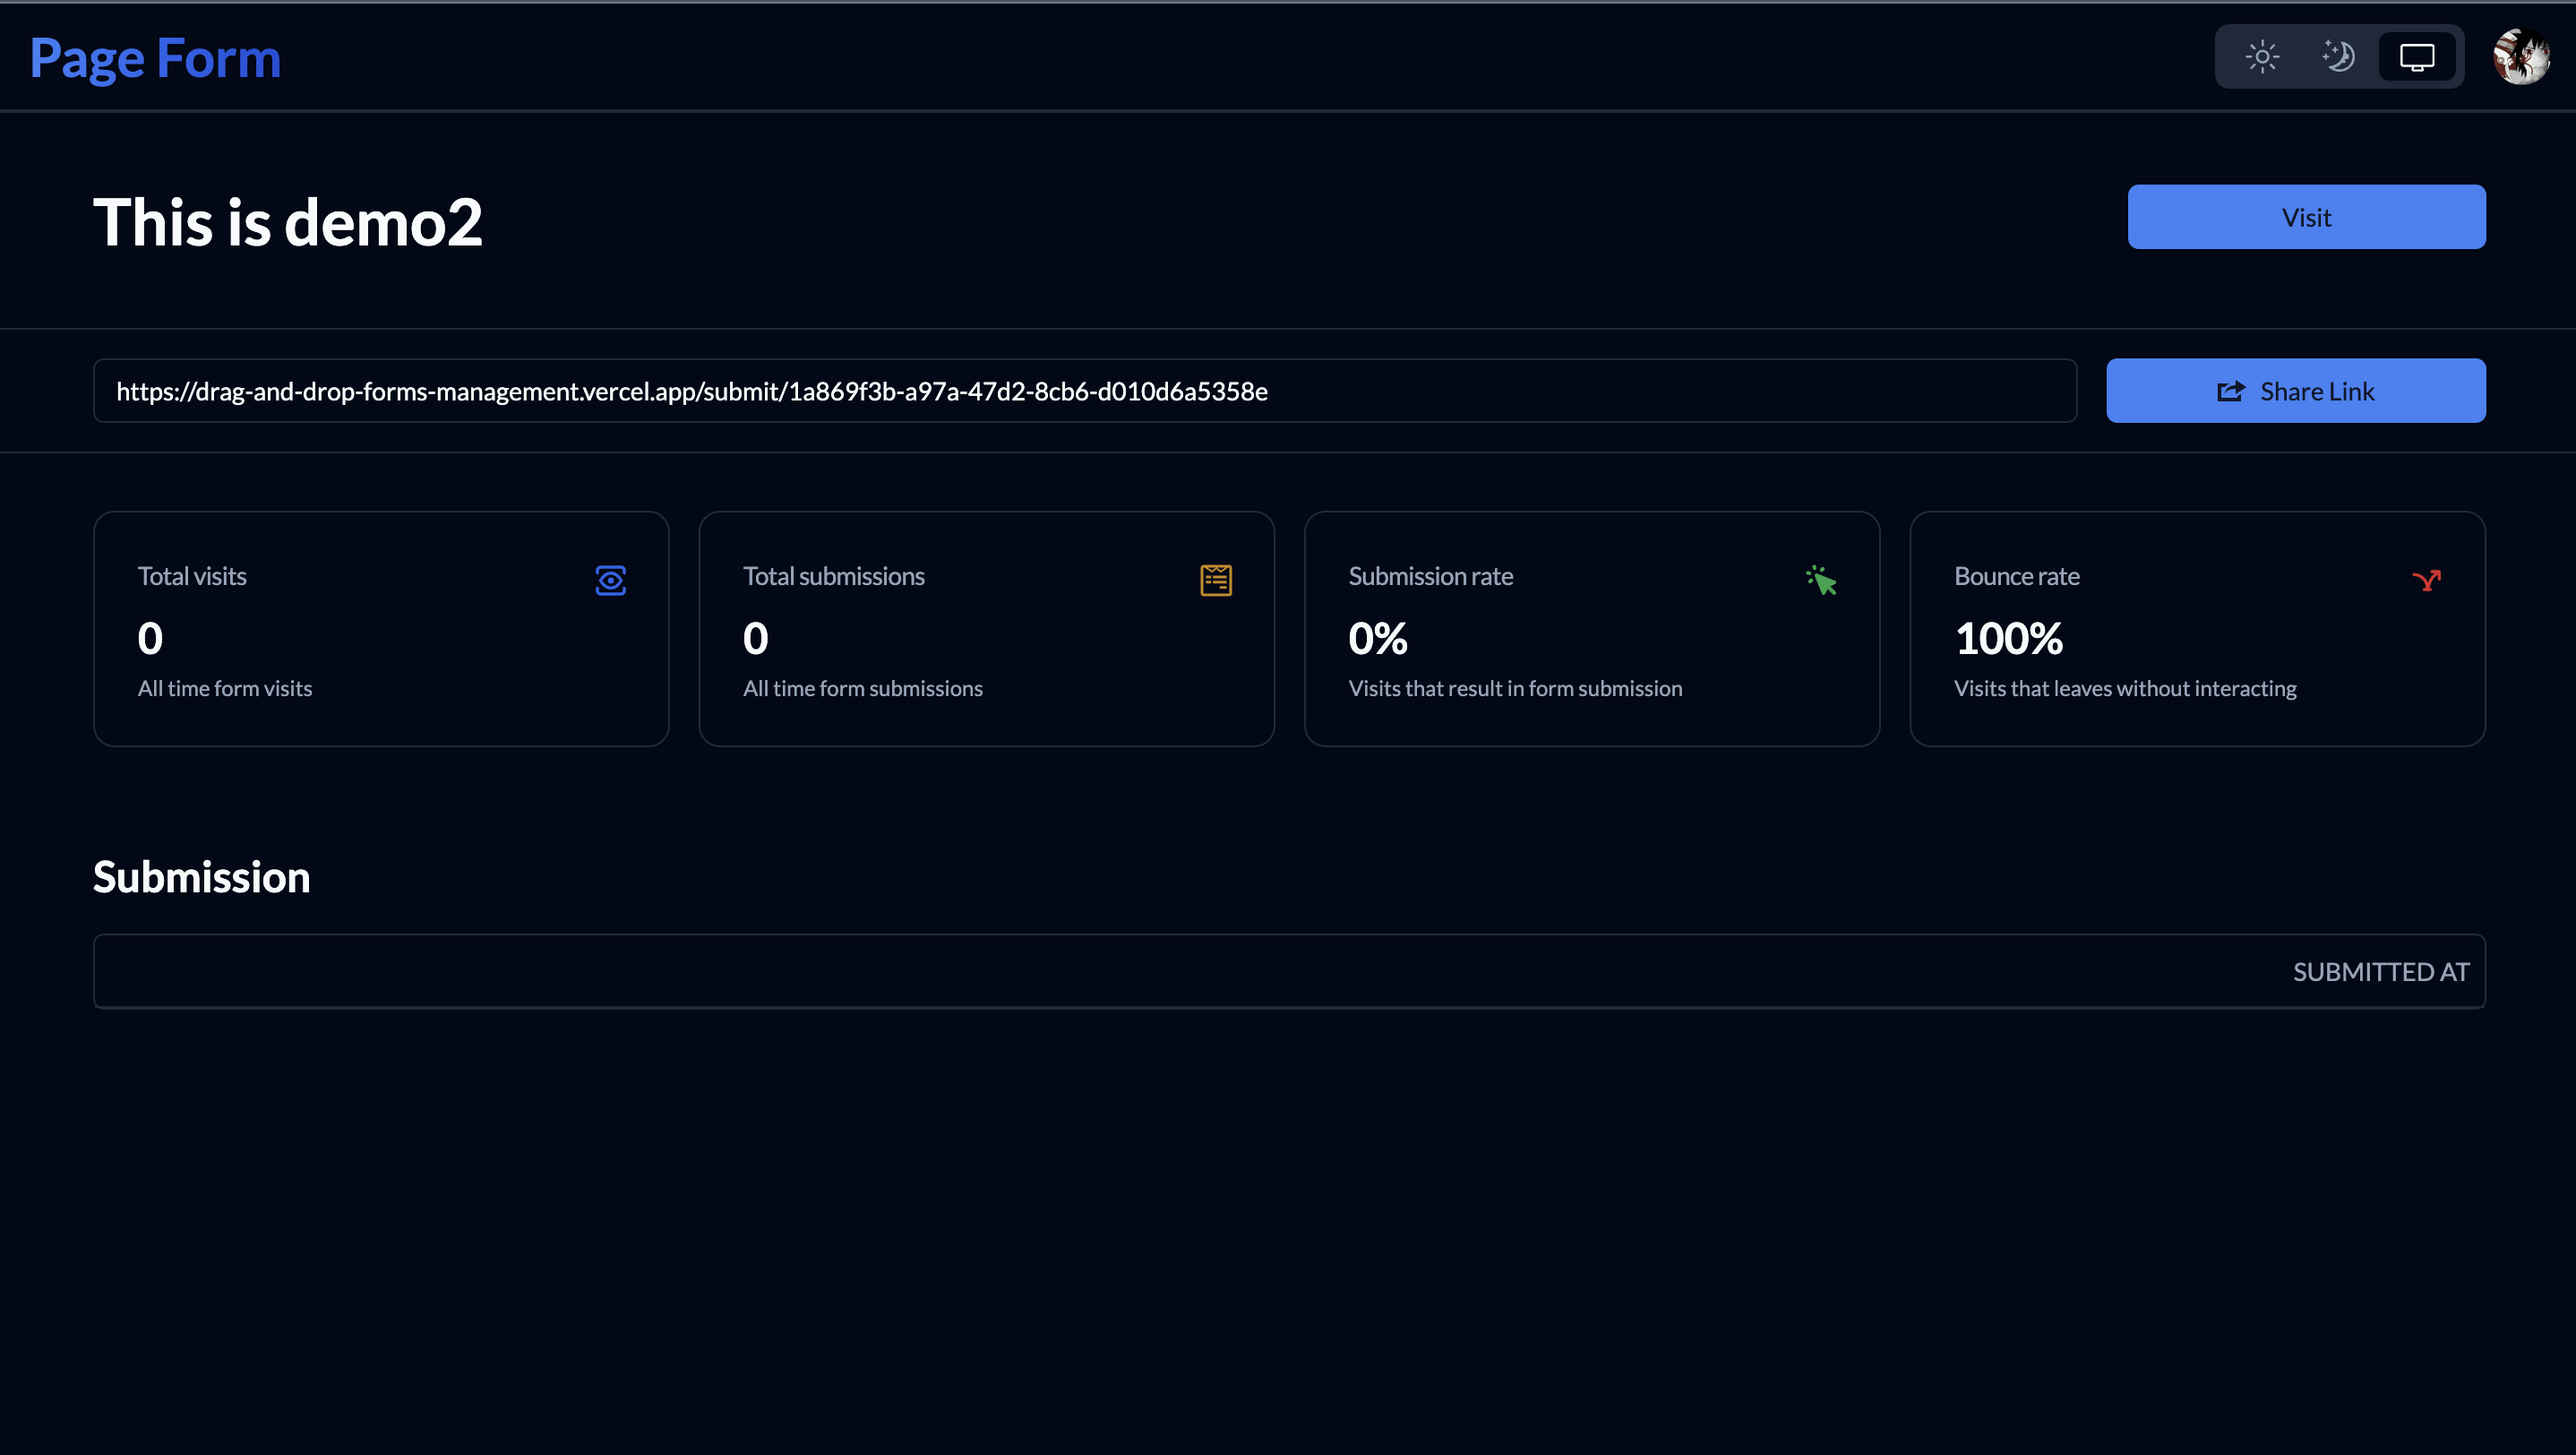 Page Form
This is demo2
Visit
https://drag-and-drop-forms-management.vercel.app/submit/1a869f3b-a97a-47d2-8cb6-d010d6a5358e
Share Link
Total visits
0
All time form visits
Total submissions
0
All time form submissions
Submission rate
0%
Visits that result in form submission
Bounce rate
100%
Visits that leaves without interacting
Submission
SUBMITTED AT